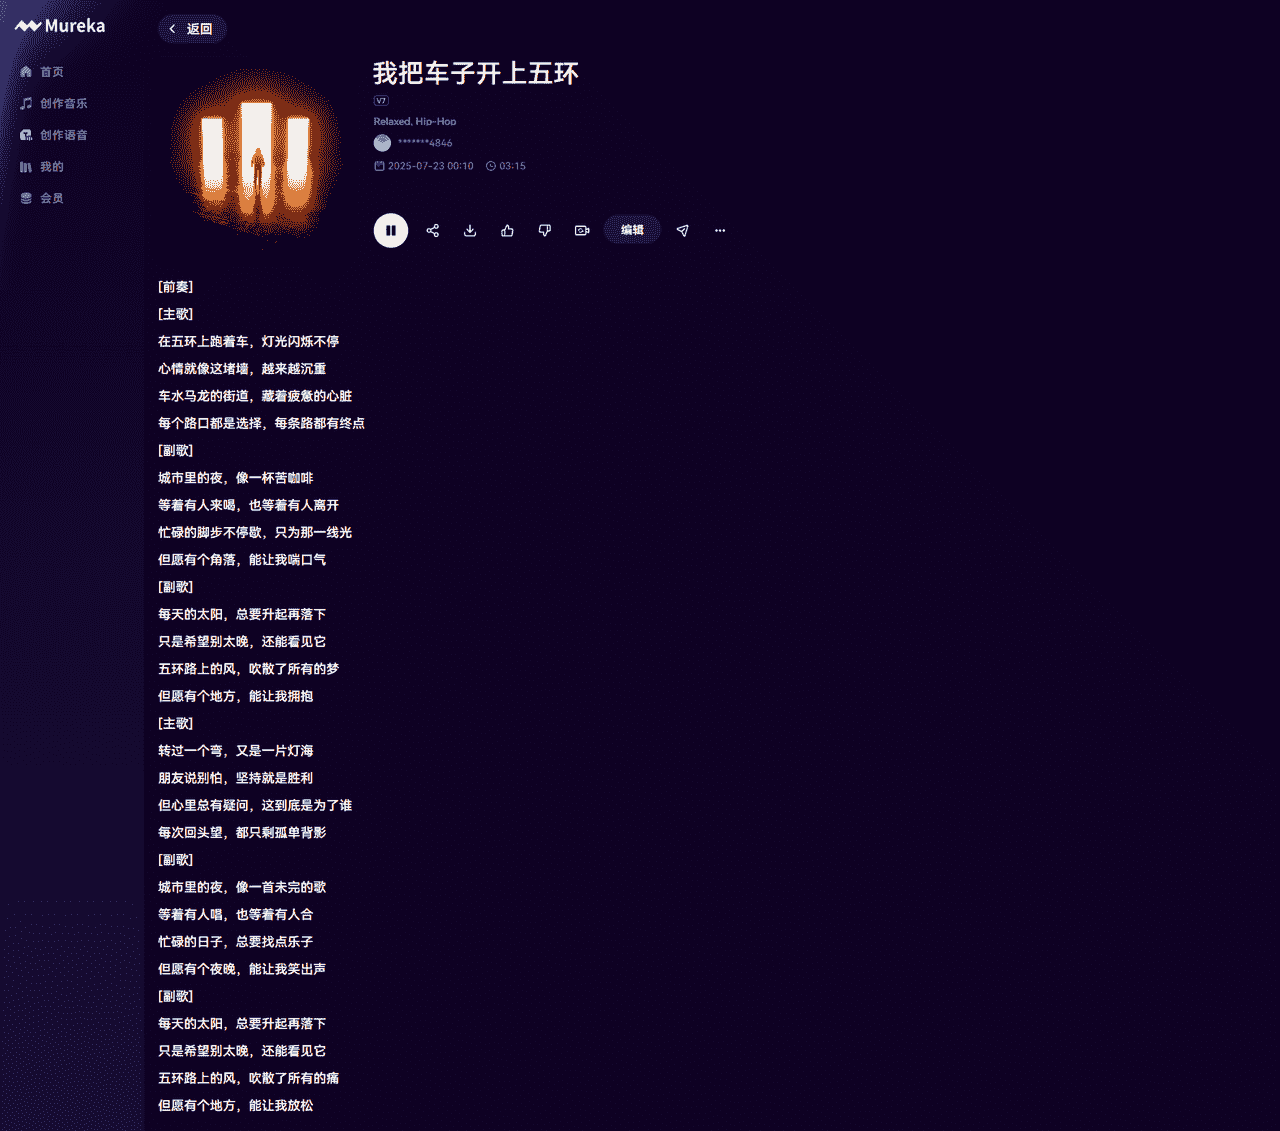 Mureka
首页
创作音乐
创作语音
我的
会员
返回
我把车子开上五环
V7
Relaxed, Hip-Hop
*******4846
2025-07-23 00:10 03:15
编辑
[前奏]
[主歌]
在五环上跑着车，灯光闪烁不停
心情就像这堵墙，越来越沉重
车水马龙的街道，藏着疲惫的心脏
每个路口都是选择，每条路都有终点
[副歌]
城市里的夜，像一杯苦咖啡
等着有人来喝，也等着有人离开
忙碌的脚步不停歇，只为那一线光
但愿有个角落，能让我喘口气
[副歌]
每天的太阳，总要升起再落下
只是希望别太晚，还能看见它
五环路上的风，吹散了所有的梦
但愿有个地方，能让我拥抱
[主歌]
转过一个弯，又是一片灯海
朋友说别怕，坚持就是胜利
但心里总有疑问，这到底是为了谁
每次回头望，都只剩孤单背影
[副歌]
城市里的夜，像一首未完的歌
等着有人唱，也等着有人合
忙碌的日子，总要找点乐子
但愿有个夜晚，能让我笑出声
[副歌]
每天的太阳，总要升起再落下
只是希望别太晚，还能看见它
五环路上的风，吹散了所有的痛
但愿有个地方，能让我放松